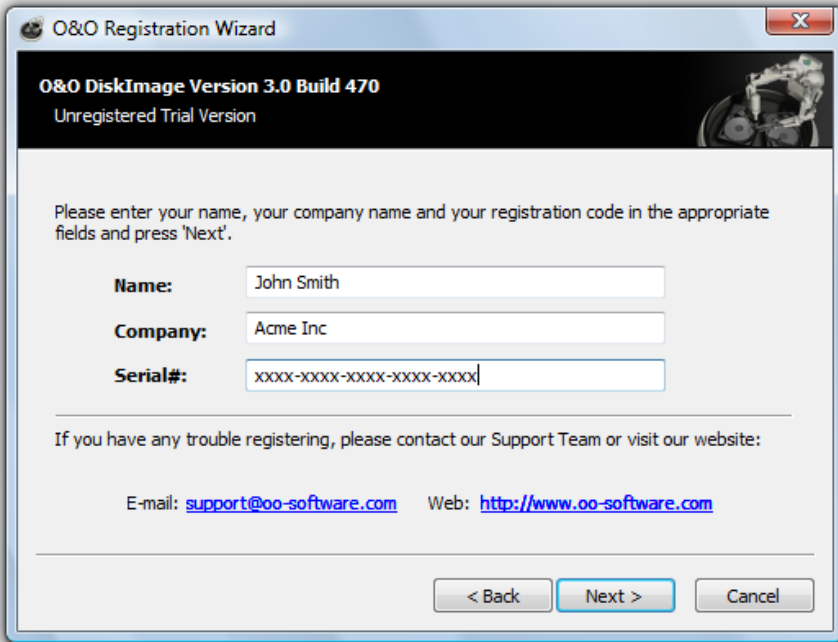 O&O Registration Wizard
O&O DiskImage Version 3.0 Build 470
Unregistered Trial Version
Please enter your name, your company name and your registration code in the appropriate
fields and press 'Next'.
Name: John Smith
Company: Acme Inc
Serial#: xxxx-xxxx-xxxx-xxxx-xxxx
If you have any trouble registering, please contact our Support Team or visit our website:
E-mail: support@oo-software.com Web: http://www.oo-software.com
< Back Next > Cancel